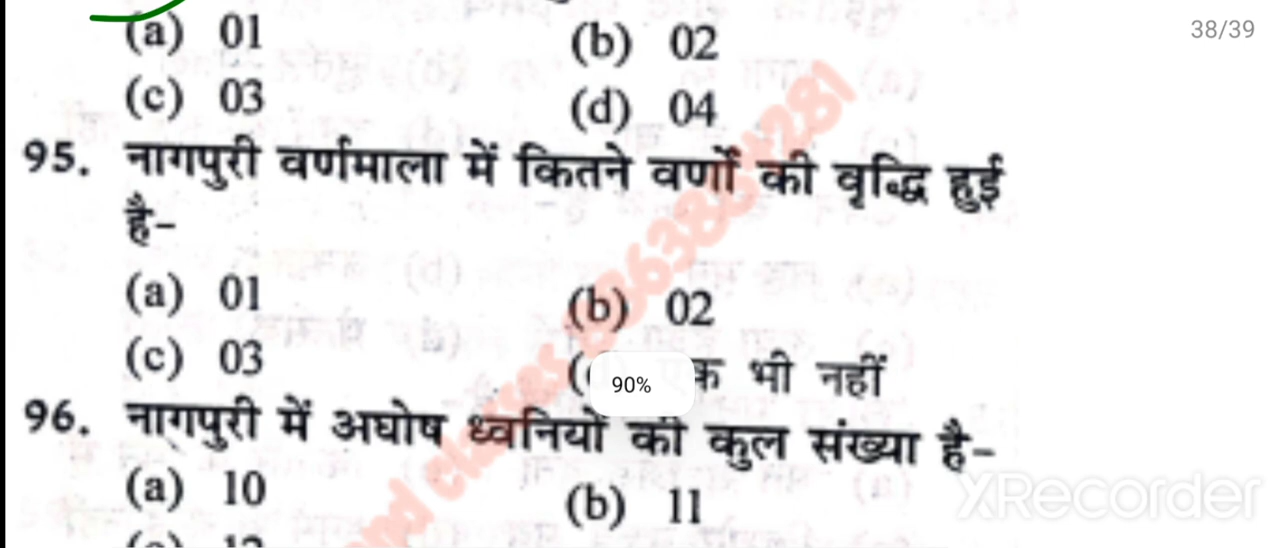 (a) 01 (b) 02
38/39
(c) 03 (d) 04
95. नागपुरी वर्णमाला में कितने वर्णों की वृद्धि हुई
है-
(a) 01 (b) 02
(c) 03 ( क भी नहीं
90%
96. नागपुरी में अघोष ध्वनियों की कुल संख्या है-
(a) 10 (b) 11
XRecorder